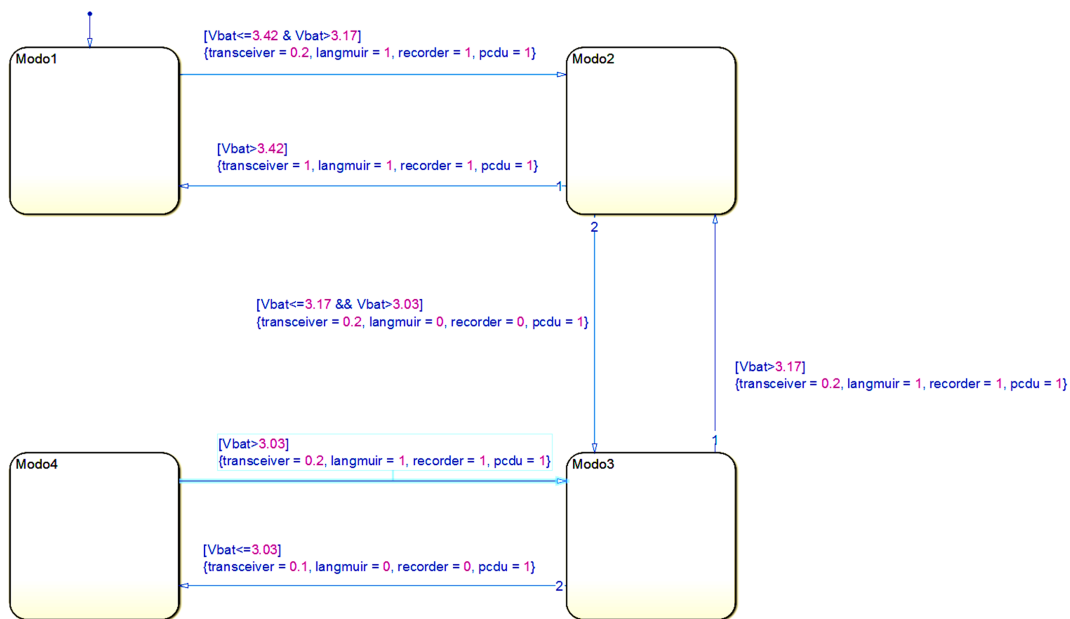 [Vbat<=3.42 & Vbat>3.17]
{transceiver = 0.2, langmuir = 1, recorder = 1, pcdu = 1}
Modo1
Modo2
[Vbat>3.42]
{transceiver = 1, langmuir = 1, recorder = 1, pcdu = 1}
1
2
[Vbat<=3.17 && Vbat>3.03]
{transceiver = 0.2, langmuir = 0, recorder = 0, pcdu = 1}
[Vbat>3.17]
{transceiver = 0.2, langmuir = 1, recorder = 1, pcdu = 1}
1
[Vbat>3.03]
{transceiver = 0.2, langmuir = 1, recorder = 1, pcdu = 1}
Modo4
Modo3
[Vbat<=3.03]
{transceiver = 0.1, langmuir = 0, recorder = 0, pcdu = 1}
2